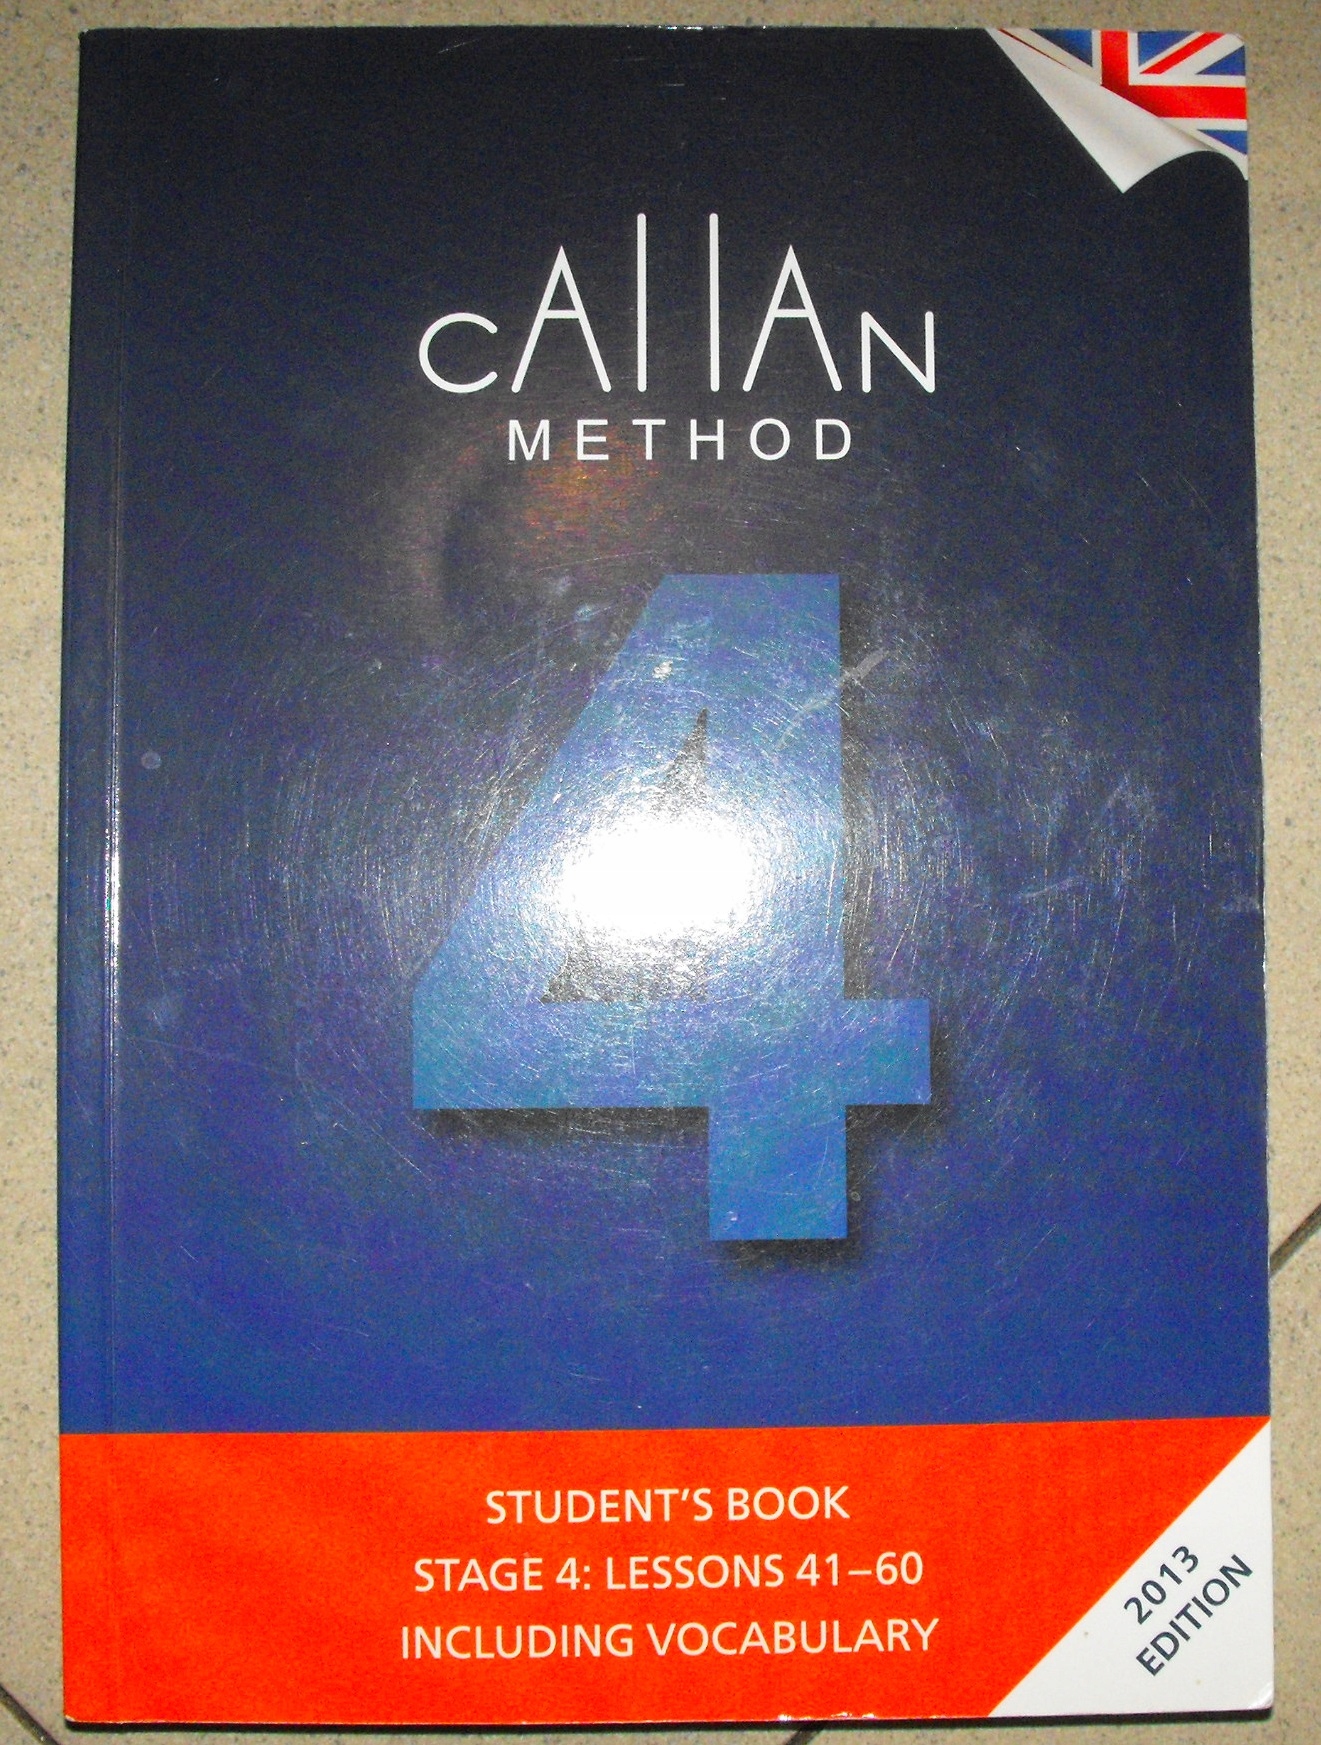 CALLAN
METHOD
4
STUDENT'S BOOK
STAGE 4: LESSONS 41–60
INCLUDING VOCABULARY
2013
EDITION